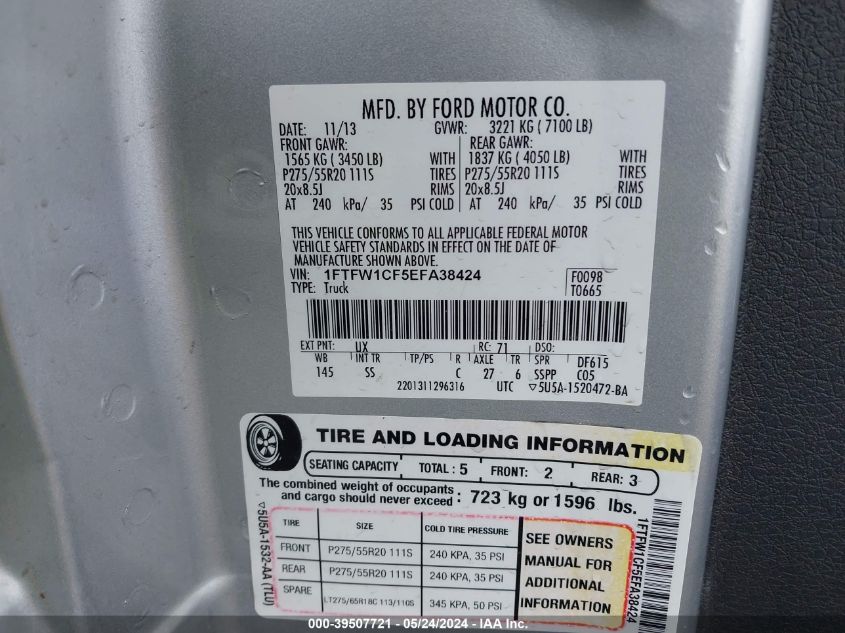 MFD. BY FORD MOTOR CO.
DATE: 11/13 GVWR: 3221 KG ( 7100 LB)
FRONT GAWR: REAR GAWR:
1565 KG ( 3450 LB) WITH 1837 KG ( 4050 LB) WITH
P275/55R20 111S TIRES P275/55R20 111S TIRES
20x8.5J RIMS 20x8.5J RIMS
AT 240 kPa/ 35 PSI COLD AT 240 kPa/ 35 PSI COLD
THIS VEHICLE CONFORMS TO ALL APPLICABLE FEDERAL MOTOR
VEHICLE SAFETY STANDARDS IN EFFECT ON THE DATE OF
MANUFACTURE SHOWN ABOVE.
VIN: 1FTFW1CF5EFA38424 F0098
TYPE: Truck T0665
EXT PNT: UX RC: 71 DSO:
WB INT TR TP/PS R AXLE TR SPR DF615
145 SS C 27 6 SSPP C05
2201311296316 UTC ▽5U5A-1520472-BA
TIRE AND LOADING INFORMATION
SEATING CAPACITY TOTAL : 5 FRONT: 2 REAR: 3
The combined weight of occupants
and cargo should never exceed : 723 kg or 1596 lbs.
TIRE SIZE COLD TIRE PRESSURE
FRONT P275/55R20 111S 240 KPA, 35 PSI
REAR P275/55R20 111S 240 KPA, 35 PSI
SPARE LT275/65R18C 113/110S 345 KPA, 50 PSI
SEE OWNERS
MANUAL FOR
ADDITIONAL
INFORMATION
▽5U5A-1532-AA (TLU)
1FTFW1CF5EFA38424
000-39507721 - 05/24/2024 - IAA Inc.